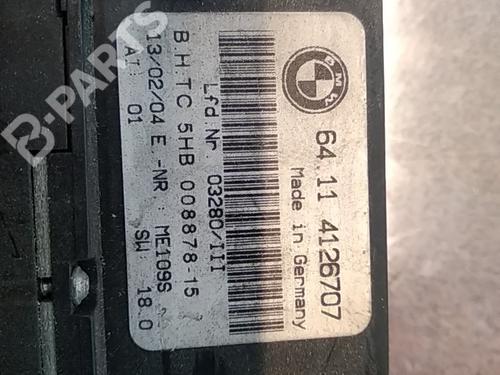 BMW
64.11 4126707
Made in Germany
Lfd.Nr. 03280/III
B.H.TC 5HB 008878-15
13/02/04 E.-NR.: ME109S
AI: 01 SW: 18.0
B-PARTS